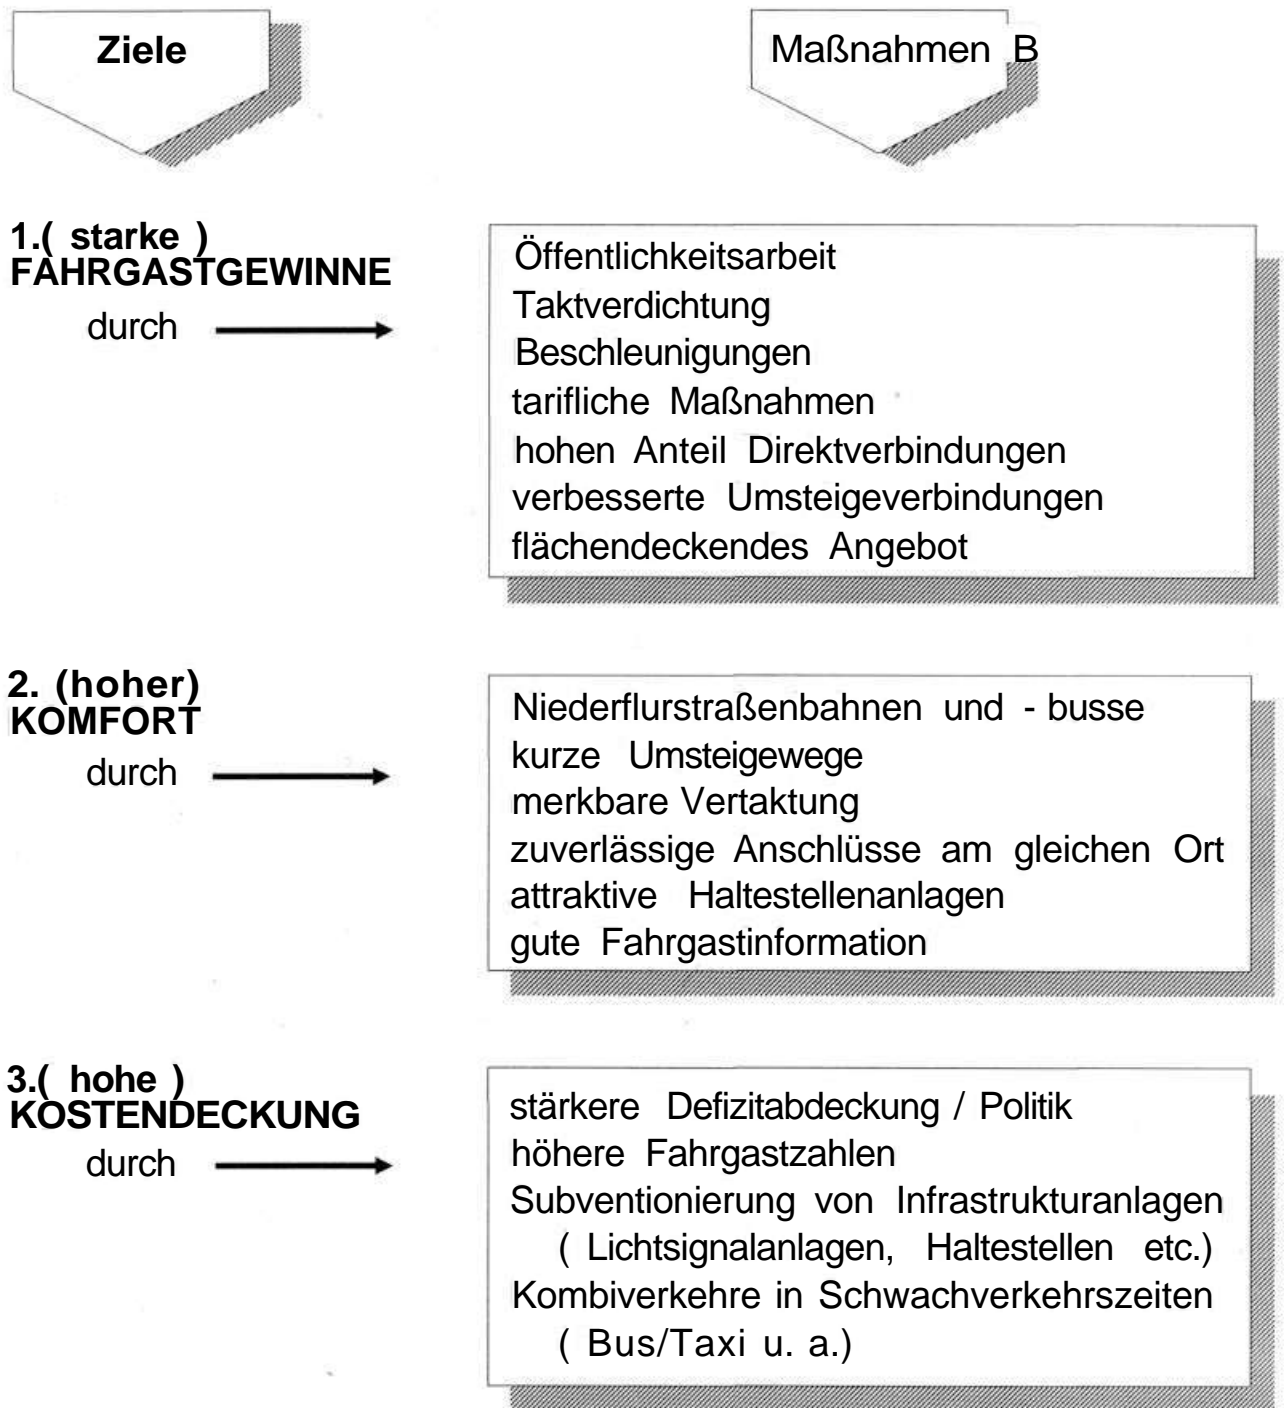 Ziele
Maßnahmen B
1.( starke )
FAHRGASTGEWINNE
durch
Öffentlichkeitsarbeit
Taktverdichtung
Beschleunigungen
tarifliche Maßnahmen
hohen Anteil Direktverbindungen
verbesserte Umsteigeverbindungen
flächendeckendes Angebot
2. (hoher)
KOMFORT
durch
Niederflurstraßenbahnen und - busse
kurze Umsteigewege
merkbare Vertaktung
zuverlässige Anschlüsse am gleichen Ort
attraktive Haltestellenanlagen
gute Fahrgastinformation
3.( hohe )
KOSTENDECKUNG
durch
stärkere Defizitabdeckung / Politik
höhere Fahrgastzahlen
Subventionierung von Infrastrukturanlagen
( Lichtsignalanlagen, Haltestellen etc.)
Kombiverkehre in Schwachverkehrszeiten
( Bus/Taxi u. a.)